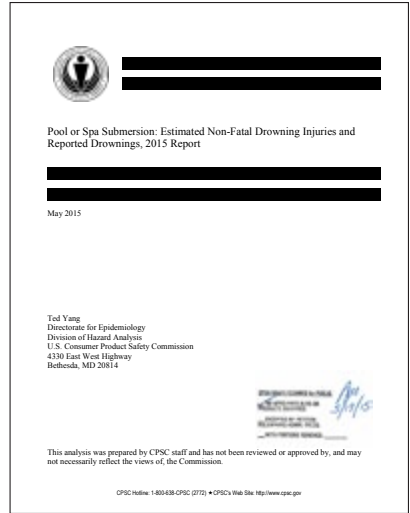 Pool or Spa Submersion: Estimated Non-Fatal Drowning Injuries and
Reported Drownings, 2015 Report
May 2015
Ted Yang
Directorate for Epidemiology
Division of Hazard Analysis
U.S. Consumer Product Safety Commission
4330 East West Highway
Bethesda, MD 20814
This analysis was prepared by CPSC staff and has not been reviewed or approved by, and may
not necessarily reflect the views of, the Commission.
CPSC Hotline: 1-800-638-CPSC (2772) ★ CPSC's Web Site: http://www.cpsc.gov